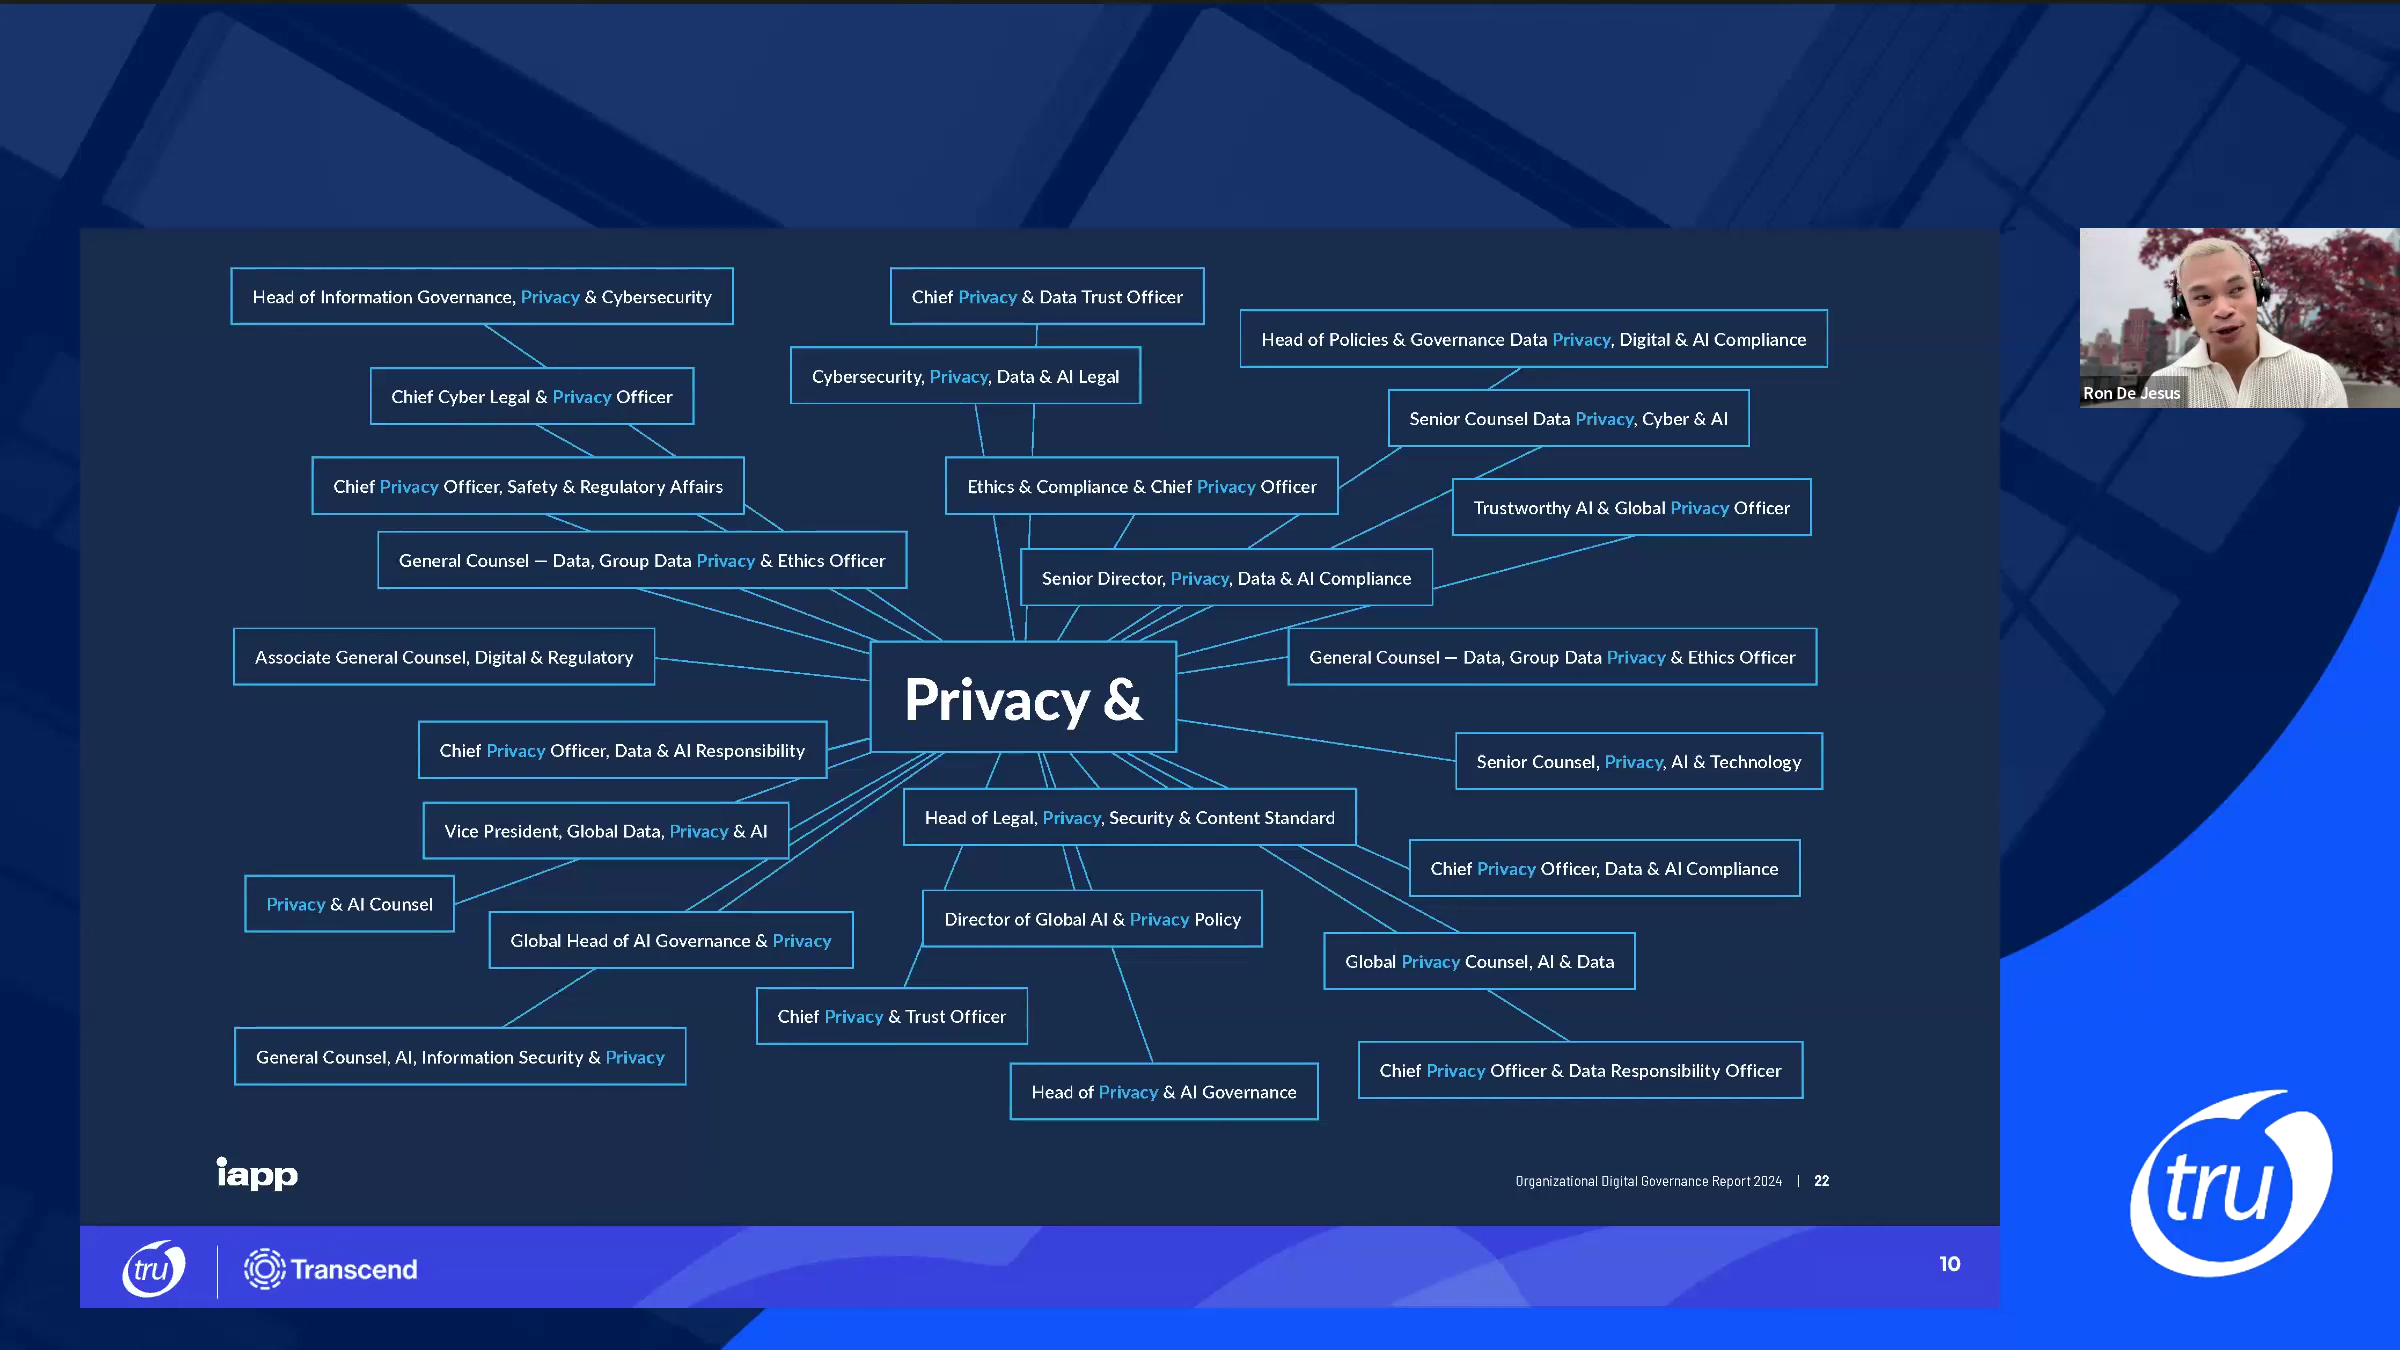 Head of Information Governance, Privacy & Cybersecurity
Chief Privacy & Data Trust Officer
Head of Policies & Governance Data Privacy, Digital & AI Compliance
Chief Cyber Legal & Privacy Officer
Cybersecurity, Privacy, Data & AI Legal
Senior Counsel Data Privacy, Cyber & AI
Ron De Jesus
Chief Privacy Officer, Safety & Regulatory Affairs
Ethics & Compliance & Chief Privacy Officer
Trustworthy AI & Global Privacy Officer
General Counsel — Data, Group Data Privacy & Ethics Officer
Senior Director, Privacy, Data & AI Compliance
Associate General Counsel, Digital & Regulatory
General Counsel — Data, Group Data Privacy & Ethics Officer
Privacy &
Chief Privacy Officer, Data & AI Responsibility
Senior Counsel, Privacy, AI & Technology
Vice President, Global Data, Privacy & AI
Head of Legal, Privacy, Security & Content Standard
Chief Privacy Officer, Data & AI Compliance
Privacy & AI Counsel
Global Head of AI Governance & Privacy
Director of Global AI & Privacy Policy
Global Privacy Counsel, AI & Data
Chief Privacy & Trust Officer
General Counsel, AI, Information Security & Privacy
Head of Privacy & AI Governance
Chief Privacy Officer & Data Responsibility Officer
iapp
Organizational Digital Governance Report 2024 | 22
tru
tru
Transcend
10